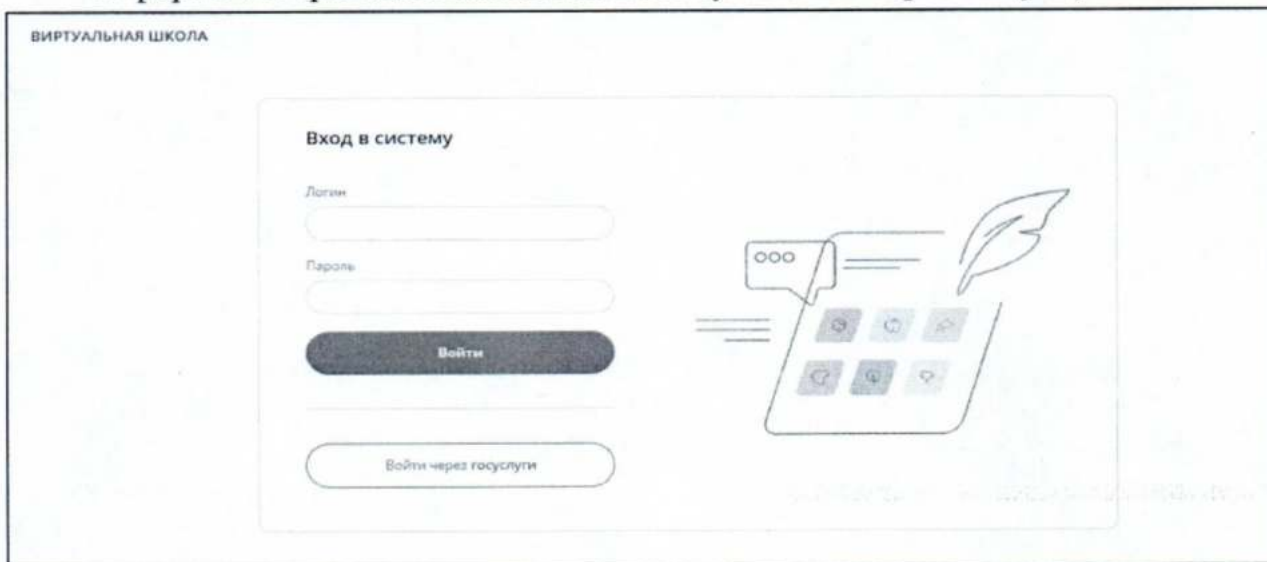 ВИРТУАЛЬНАЯ ШКОЛА
Вход в систему
Логин
Пароль
Войти
Войти через госуслуги